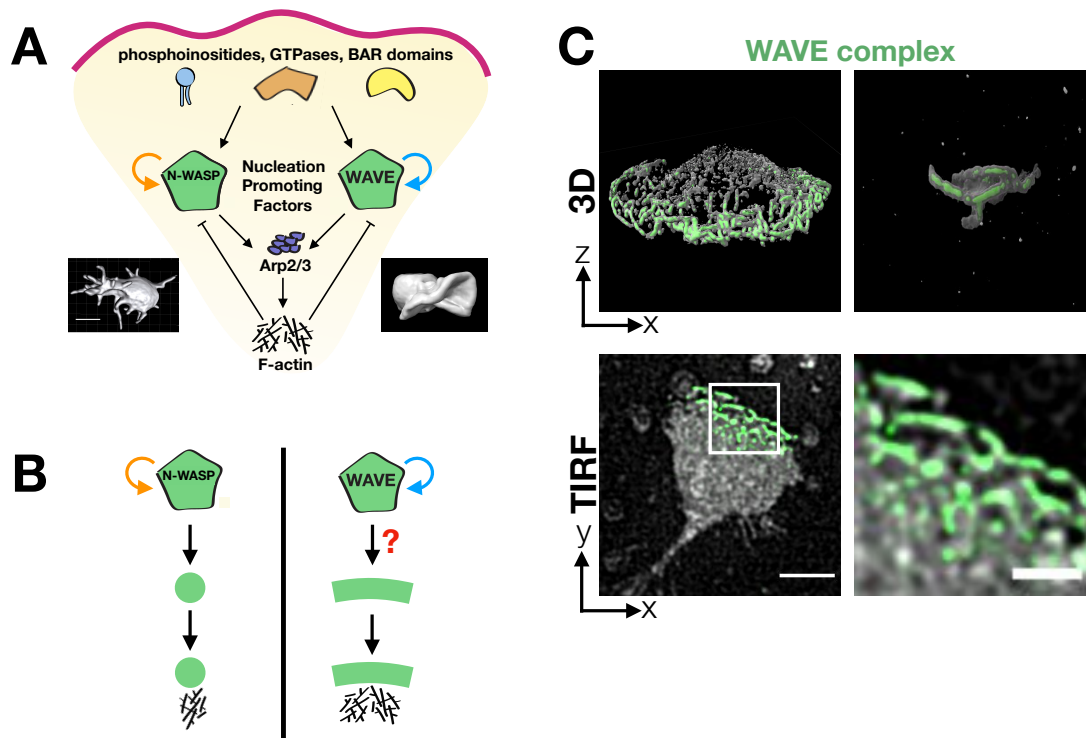 A
phosphoinositides, GTPases, BAR domains
N-WASP
Nucleation
Promoting
Factors
WAVE
Arp2/3
F-actin
B
N-WASP
WAVE
?
C
WAVE complex
3D
z
x
TIRF
y
x